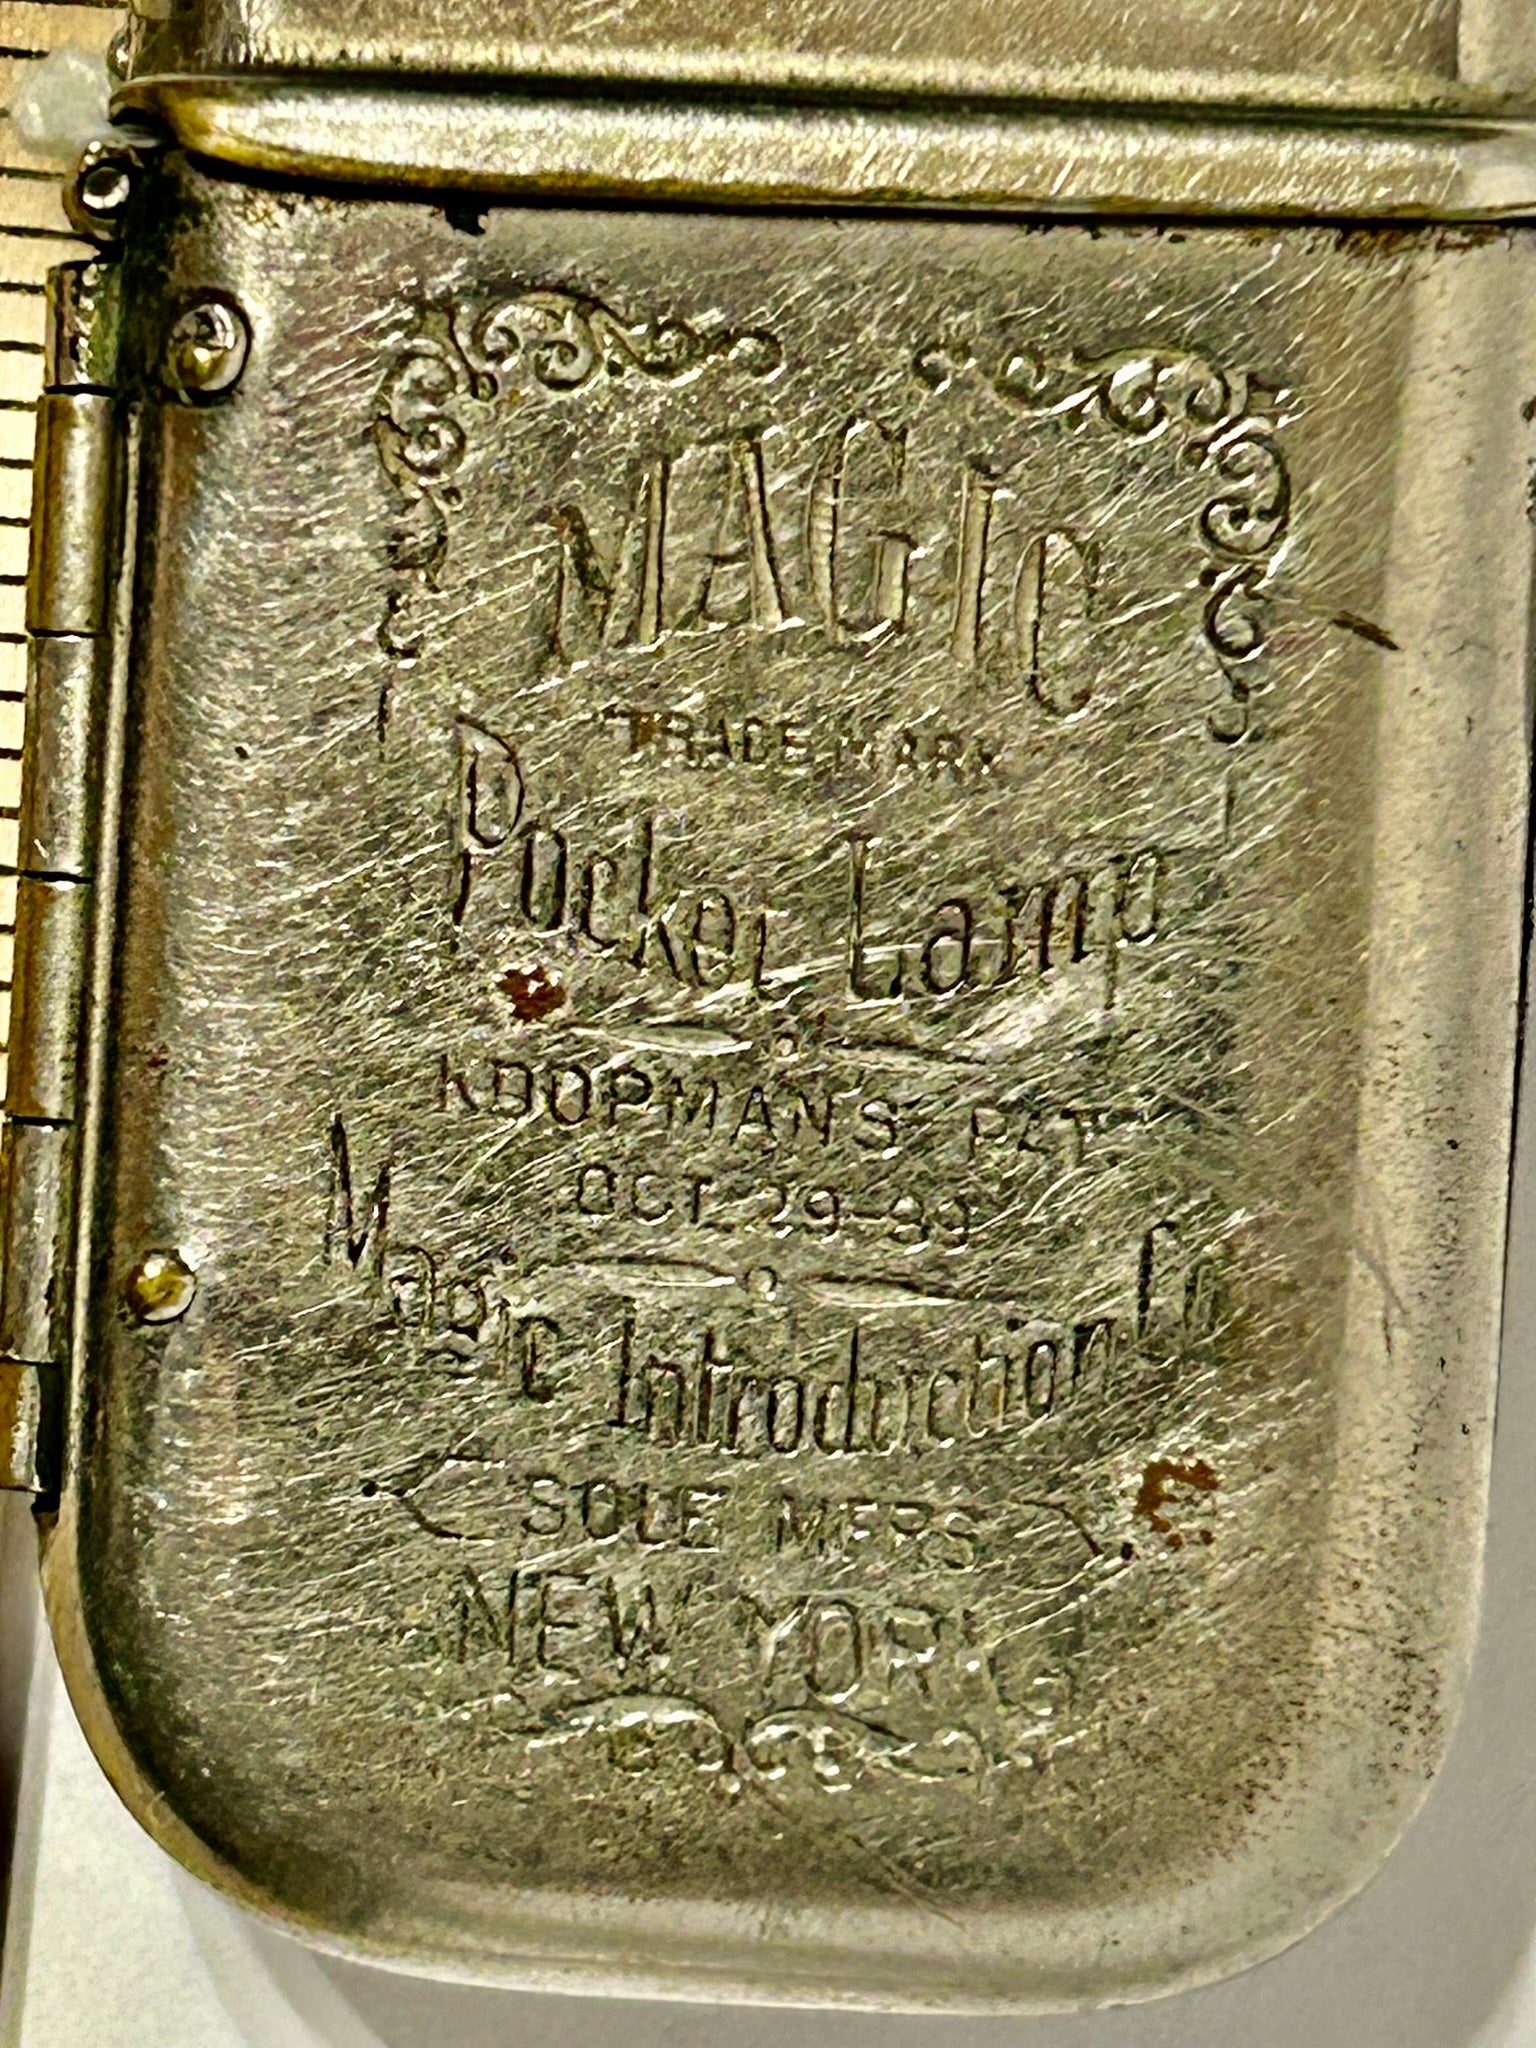 MAGIC
TRADE MARK
Pocket Lamp
KOOPMAN'S PAT
OCT. 29-89
Magic Introduction Co
SOLE MFRS
NEW YORK